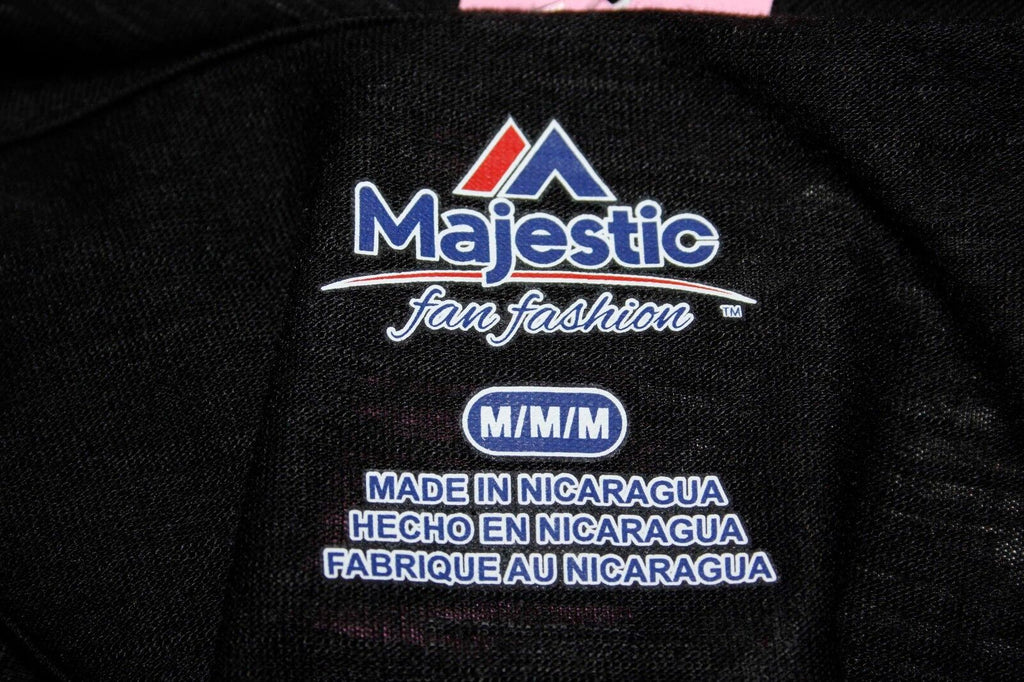 Majestic
fan fashion ™
M/M/M
MADE IN NICARAGUA
HECHO EN NICARAGUA
FABRIQUE AU NICARAGUA